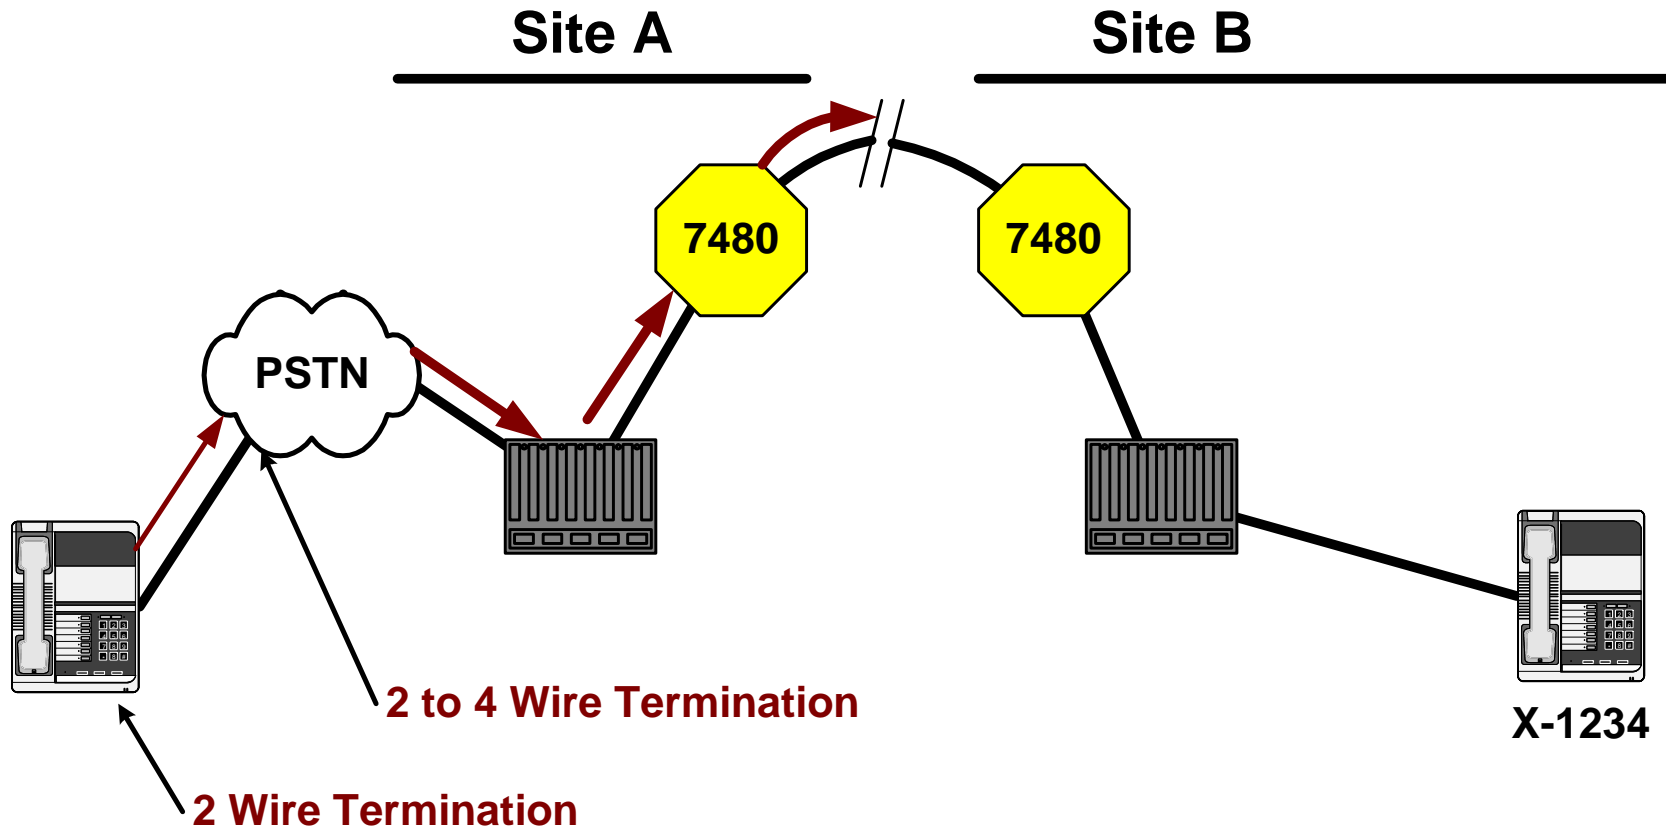 Site A
Site B
7480
7480
PSTN
2 to 4 Wire Termination
X-1234
2 Wire Termination